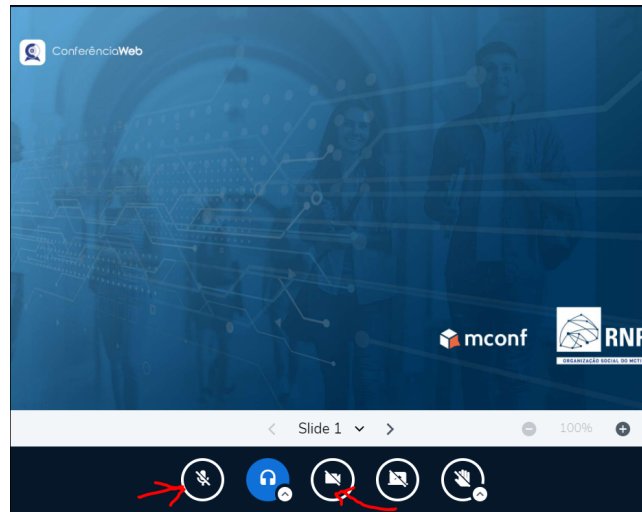 ConferênciaWeb
mconf
RNP
ORGANIZAÇÃO SOCIAL DO MCTI
Slide 1
100%